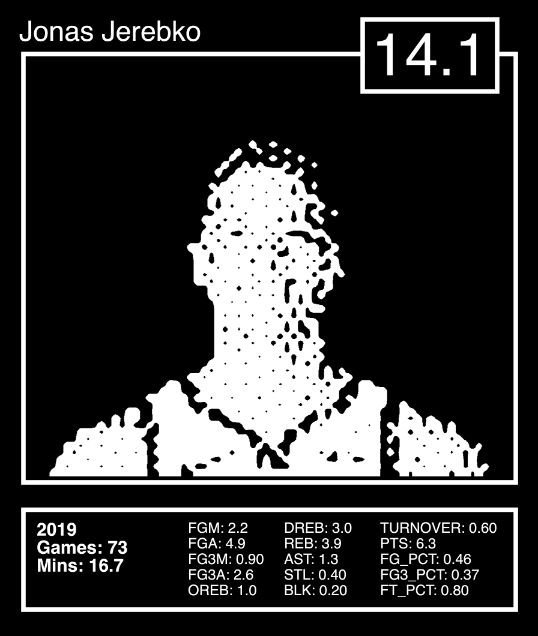 Jonas Jerebko
14.1
2019
Games: 73
Mins: 16.7
FGM: 2.2
FGA: 4.9
FG3M: 0.90
FG3A: 2.6
OREB: 1.0
DREB: 3.0
REB: 3.9
AST: 1.3
STL: 0.40
BLK: 0.20
TURNOVER: 0.60
PTS: 6.3
FG_PCT: 0.46
FG3_PCT: 0.37
FT_PCT: 0.80